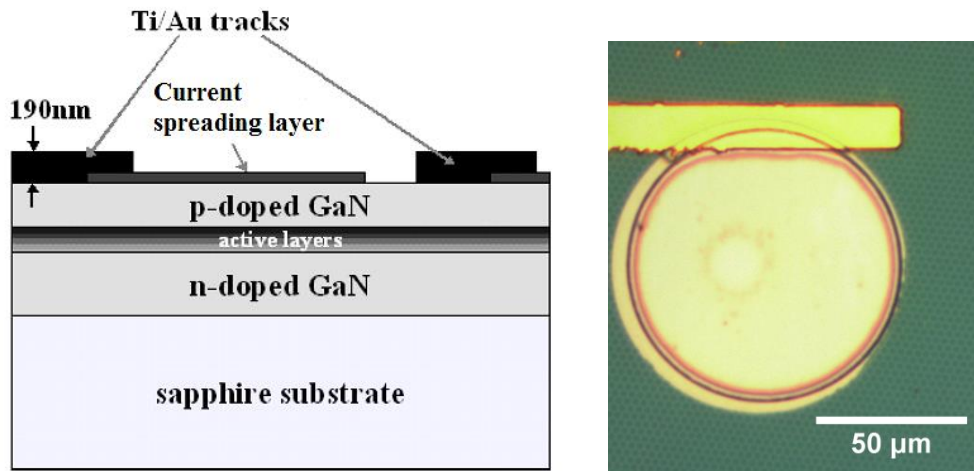 Ti/Au tracks
Current
spreading layer
190nm
p-doped GaN
active layers
n-doped GaN
sapphire substrate
50 µm